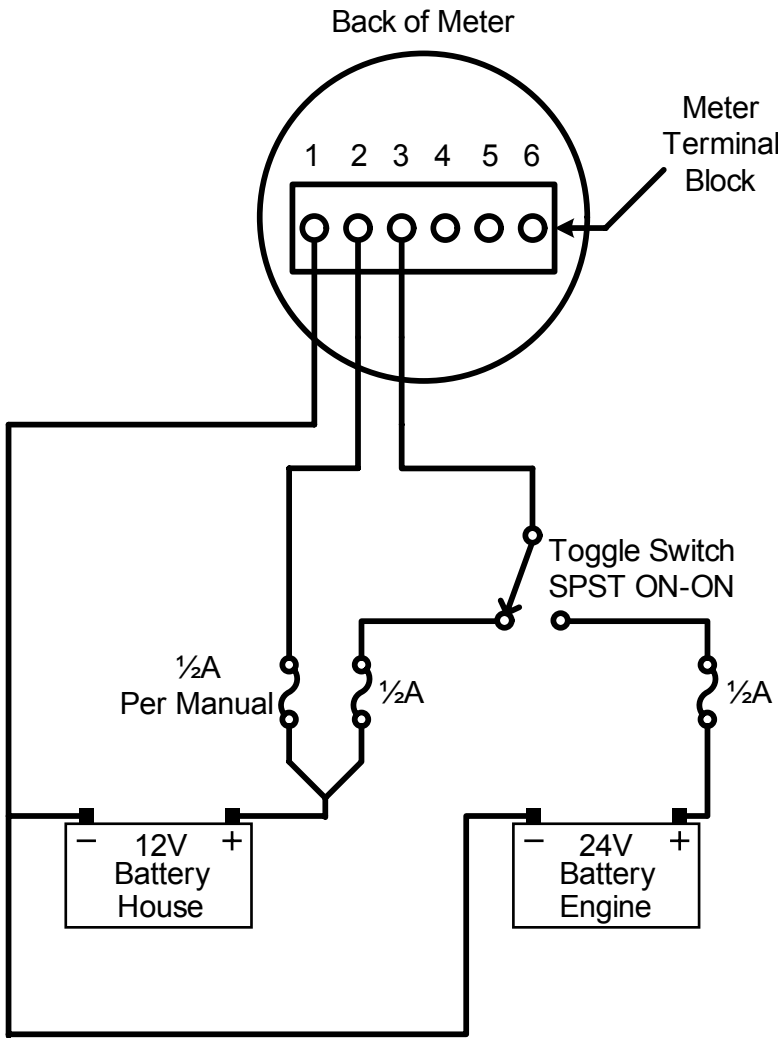 Back of Meter
Meter
Terminal
Block
1 2 3 4 5 6
Toggle Switch
SPST ON-ON
½A
Per Manual
½A
½A
− 12V +
Battery
House
− 24V +
Battery
Engine